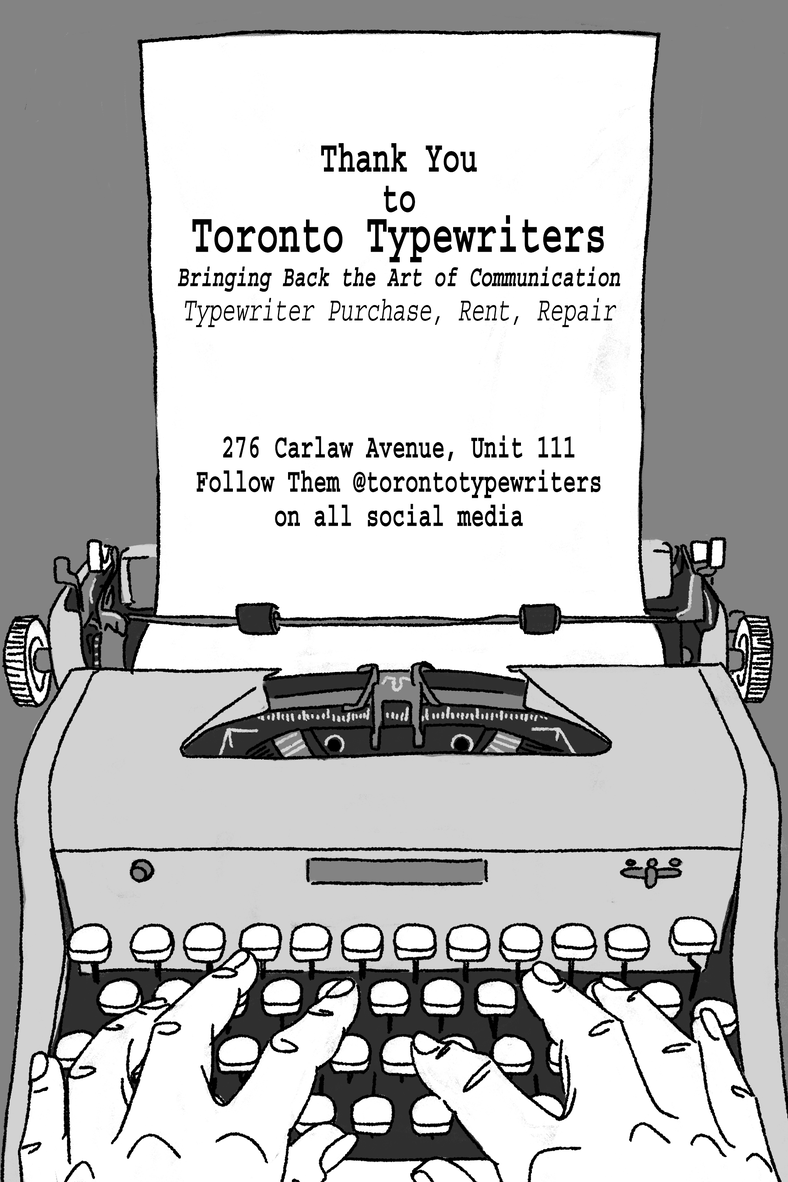 Thank You
to
Toronto Typewriters
Bringing Back the Art of Communication
Typewriter Purchase, Rent, Repair
276 Carlaw Avenue, Unit 111
Follow Them @torontotypewriters
on all social media